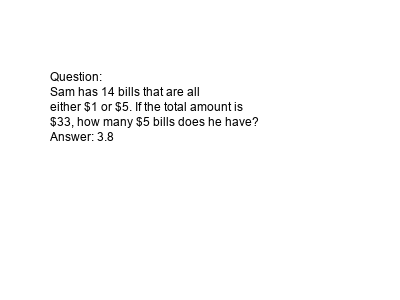 Question:
Sam has 14 bills that are all
either $1 or $5. If the total amount is
$33, how many $5 bills does he have?
Answer: 3.8